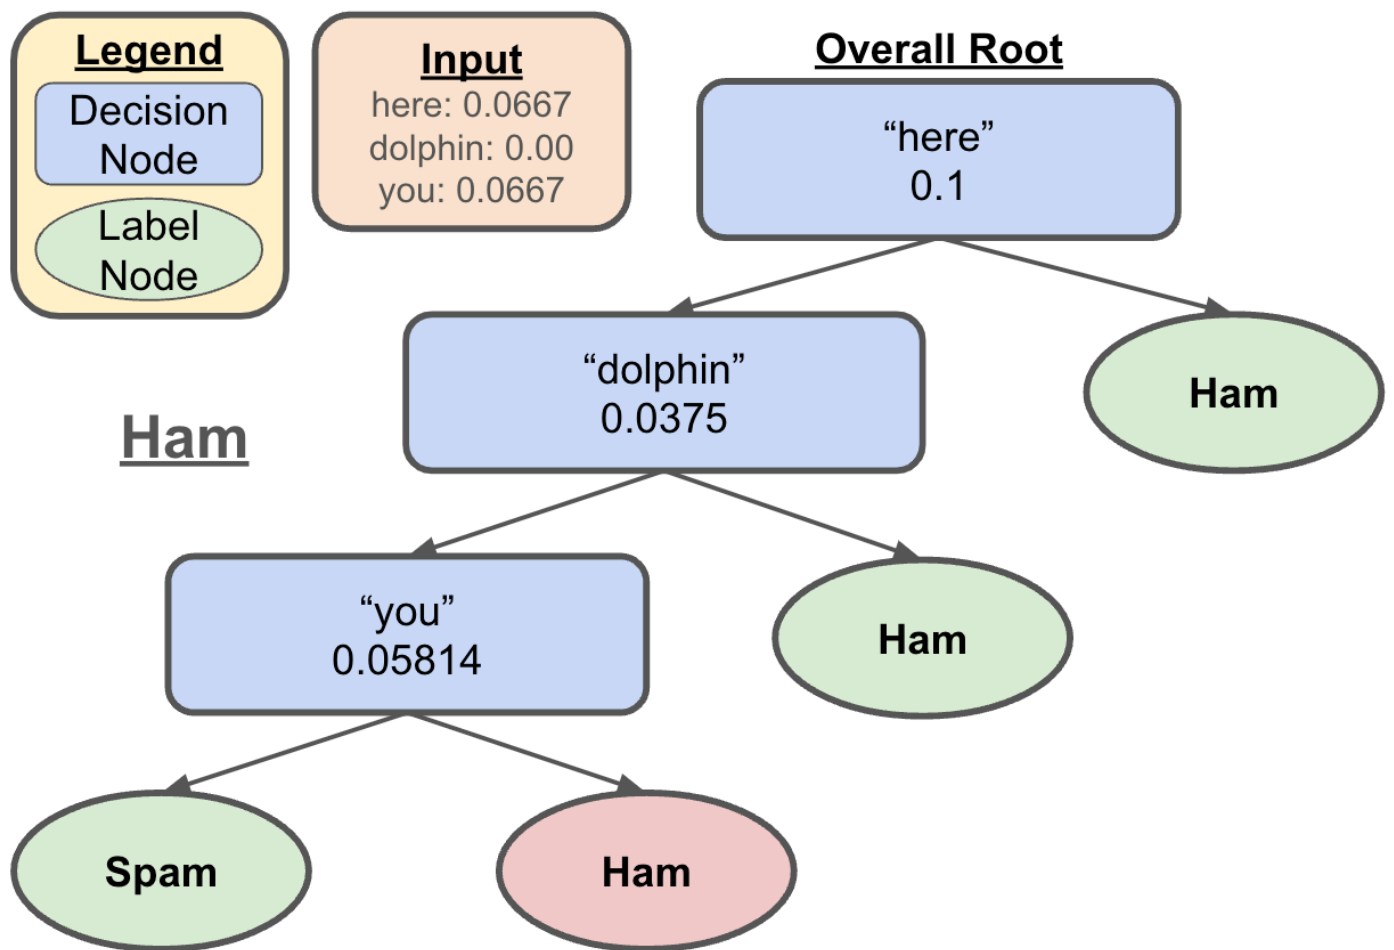 Legend
Decision
Node
Label
Node
Input
here: 0.0667
dolphin: 0.00
you: 0.0667
Overall Root
“here”
0.1
“dolphin”
0.0375
Ham
Ham
“you”
0.05814
Ham
Spam
Ham